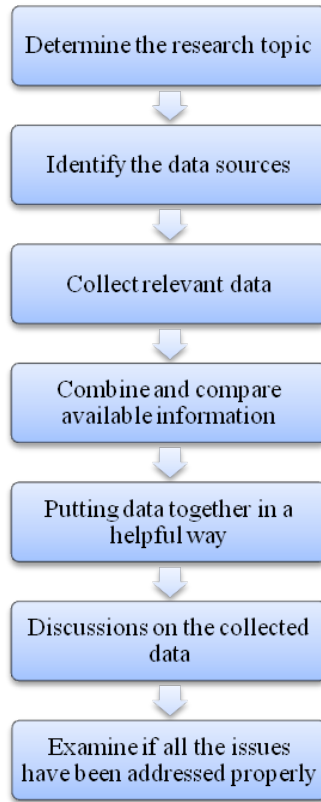 Determine the research topic
Identify the data sources
Collect relevant data
Combine and compare
available information
Putting data together in a
helpful way
Discussions on the collected
data
Examine if all the issues
have been addressed properly